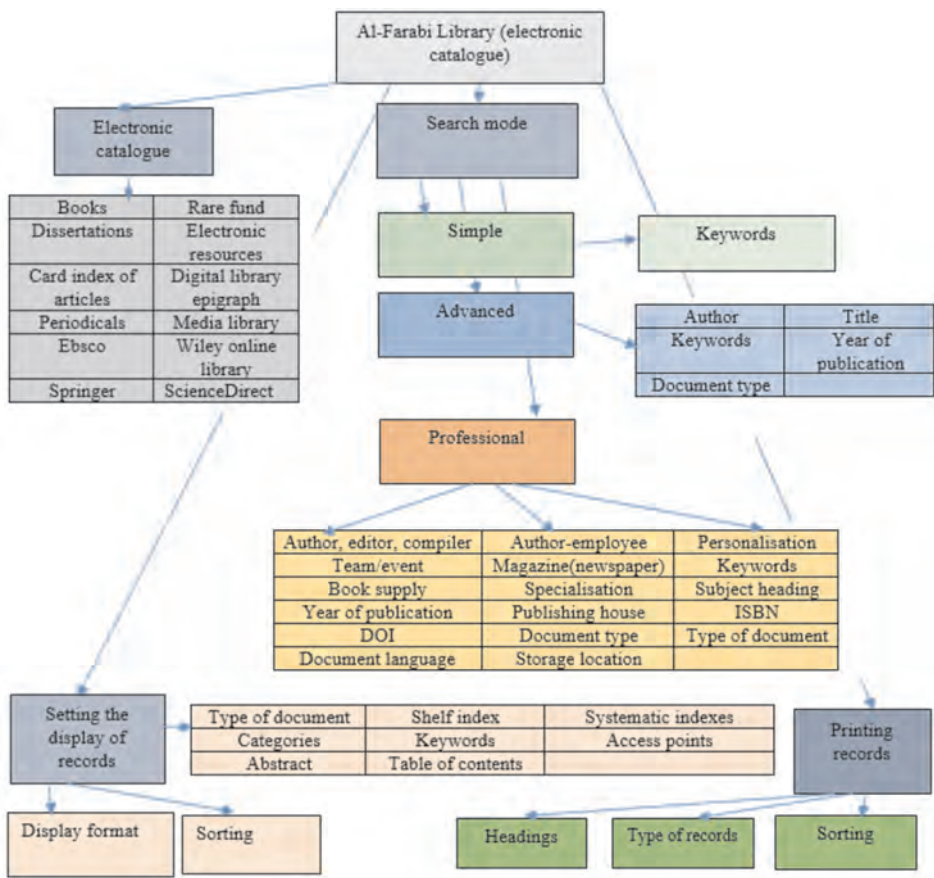 Al-Farabi Library (electronic
catalogue)
Electronic
catalogue
Search mode
Books Rare fund
Dissertations Electronic
resources
Card index of
articles
Digital library
epigraph
Periodicals Media library
Ebsco Wiley online
library
Springer ScienceDirect
Simple
Keywords
Advanced
Author Title
Keywords Year of
publication
Document type
Professional
Author, editor, compiler Author-employee Personalisation
Team/event Magazine(newspaper) Keywords
Book supply Specialisation Subject heading
Year of publication Publishing house ISBN
DOI Document type Type of document
Document language Storage location
Setting the
display of
records
Type of document Shelf index Systematic indexes
Categories Keywords Access points
Abstract Table of contents
Printing
records
Display format
Sorting
Headings
Type of records
Sorting